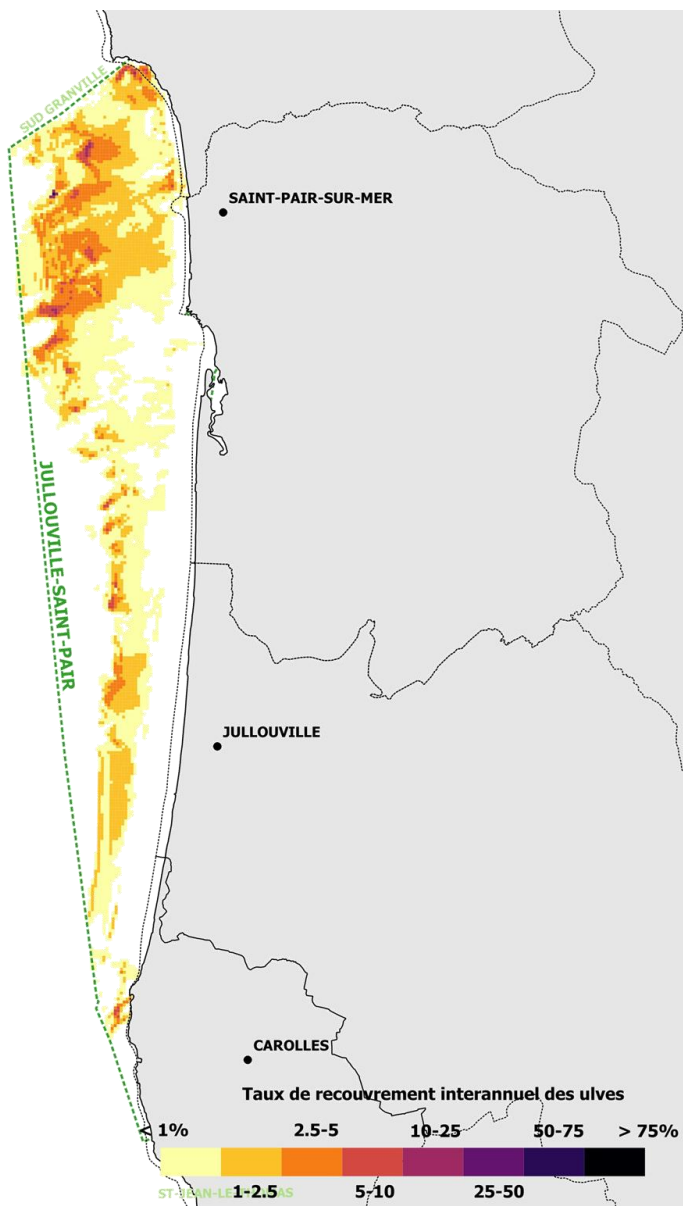 SUD GRANVILLE
SAINT-PAIR-SUR-MER
JULLOUVILLE-SAINT-PAIR
JULLOUVILLE
CAROLLES
Taux de recouvrement interannuel des ulves
< 1% 2.5-5 10-25 50-75 > 75%
1-2.5 5-10 25-50